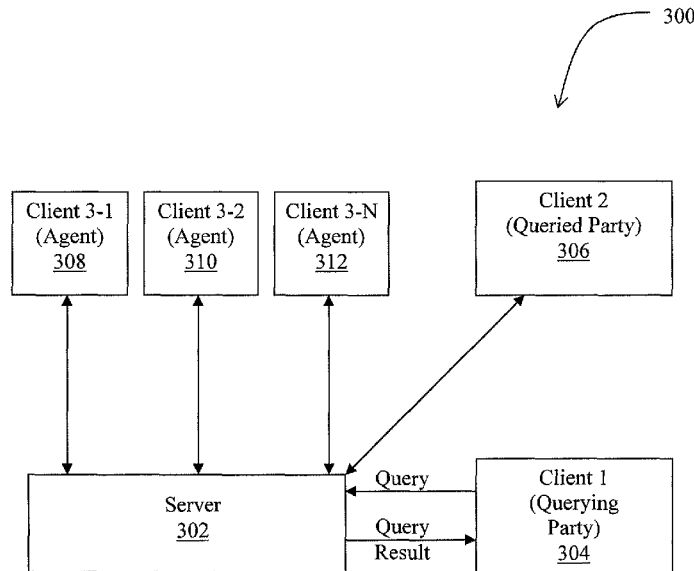 300
Client 3-1
(Agent)
308
Client 3-2
(Agent)
310
Client 3-N
(Agent)
312
Client 2
(Queried Party)
306
Server
302
Query
Query
Result
Client 1
(Querying
Party)
304